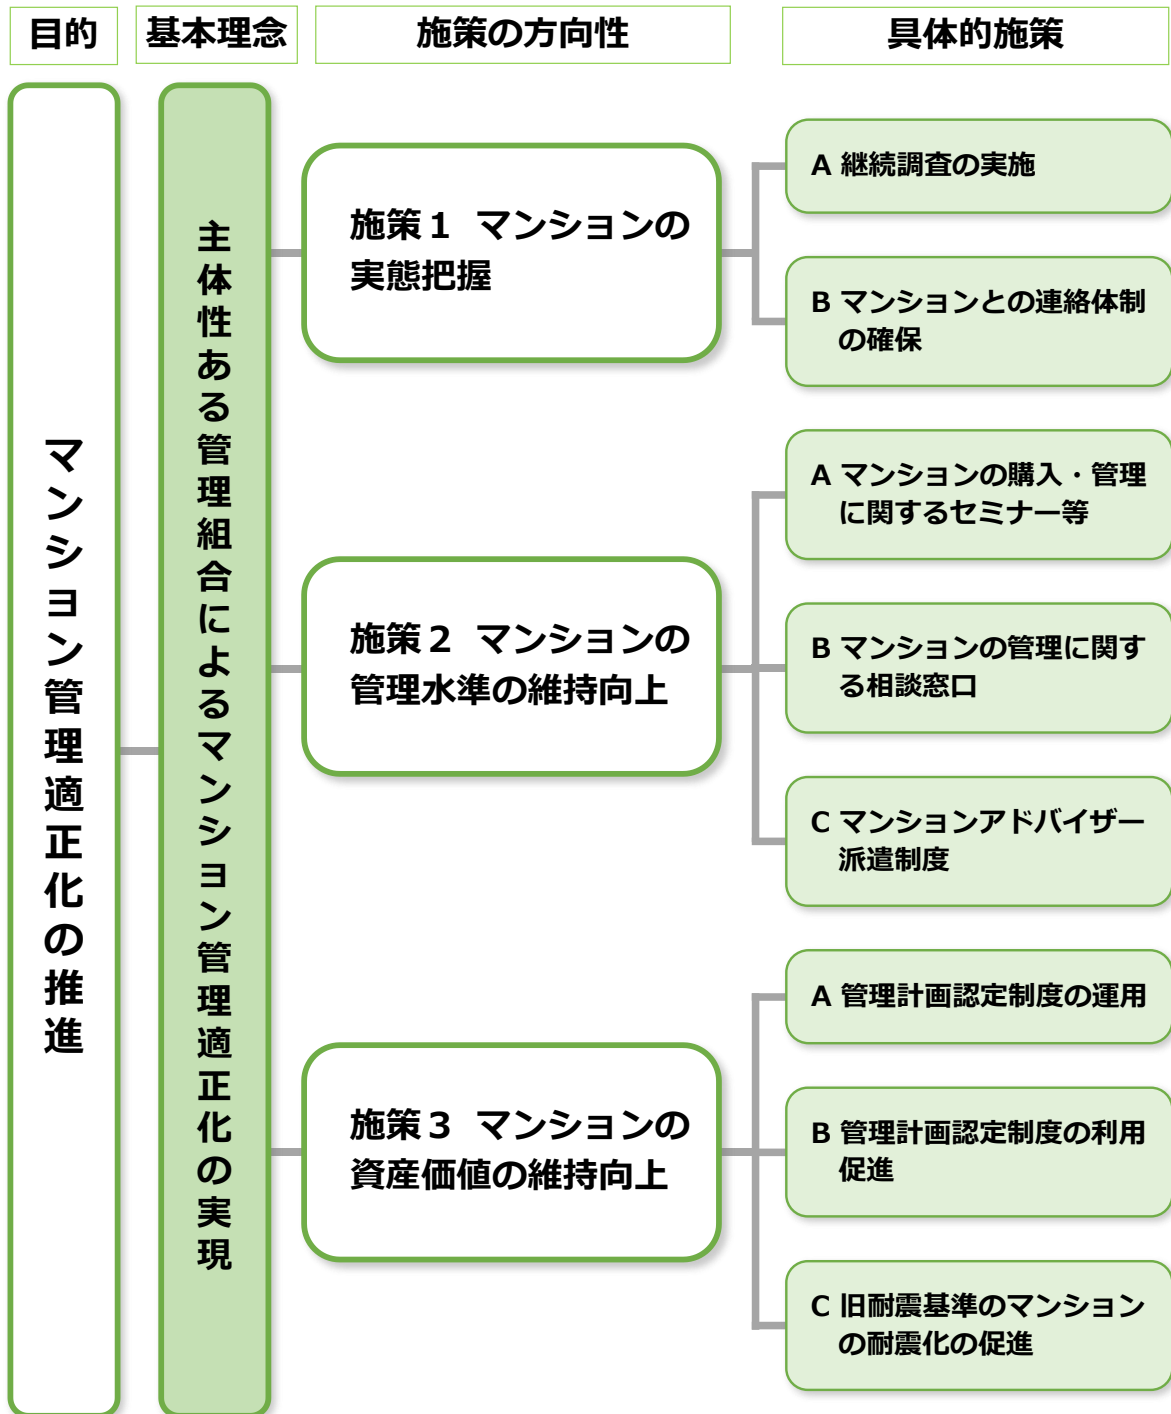 目的
基本理念
施策の方向性
具体的施策
マンション管理適正化の推進
主体性ある管理組合によるマンション管理適正化の実現
施策１ マンションの
実態把握
A 継続調査の実施
B マンションとの連絡体制
の確保
施策２ マンションの
管理水準の維持向上
A マンションの購入・管理
に関するセミナー等
B マンションの管理に関す
る相談窓口
C マンションアドバイザー
派遣制度
施策３ マンションの
資産価値の維持向上
A 管理計画認定制度の運用
B 管理計画認定制度の利用
促進
C 旧耐震基準のマンション
の耐震化の促進